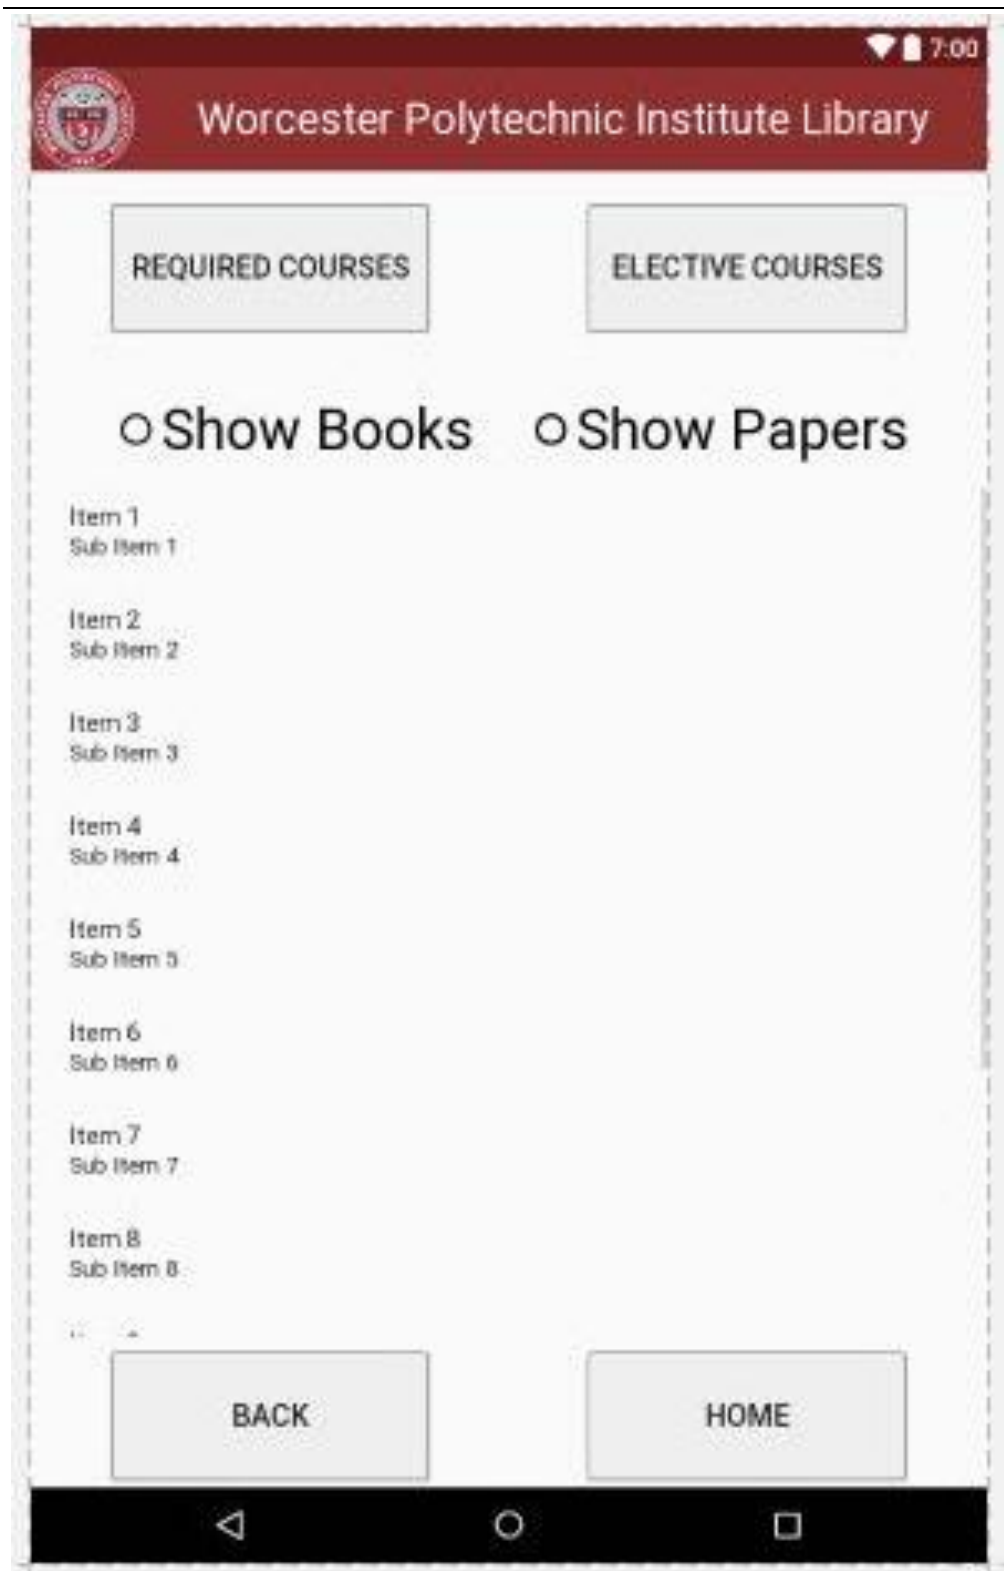 7:00
Worcester Polytechnic Institute Library
REQUIRED COURSES ELECTIVE COURSES
Show Books Show Papers
Item 1
Sub Item 1
Item 2
Sub Item 2
Item 3
Sub Item 3
Item 4
Sub Item 4
Item 5
Sub Item 5
Item 6
Sub Item 6
Item 7
Sub Item 7
Item 8
Sub Item 8
BACK HOME